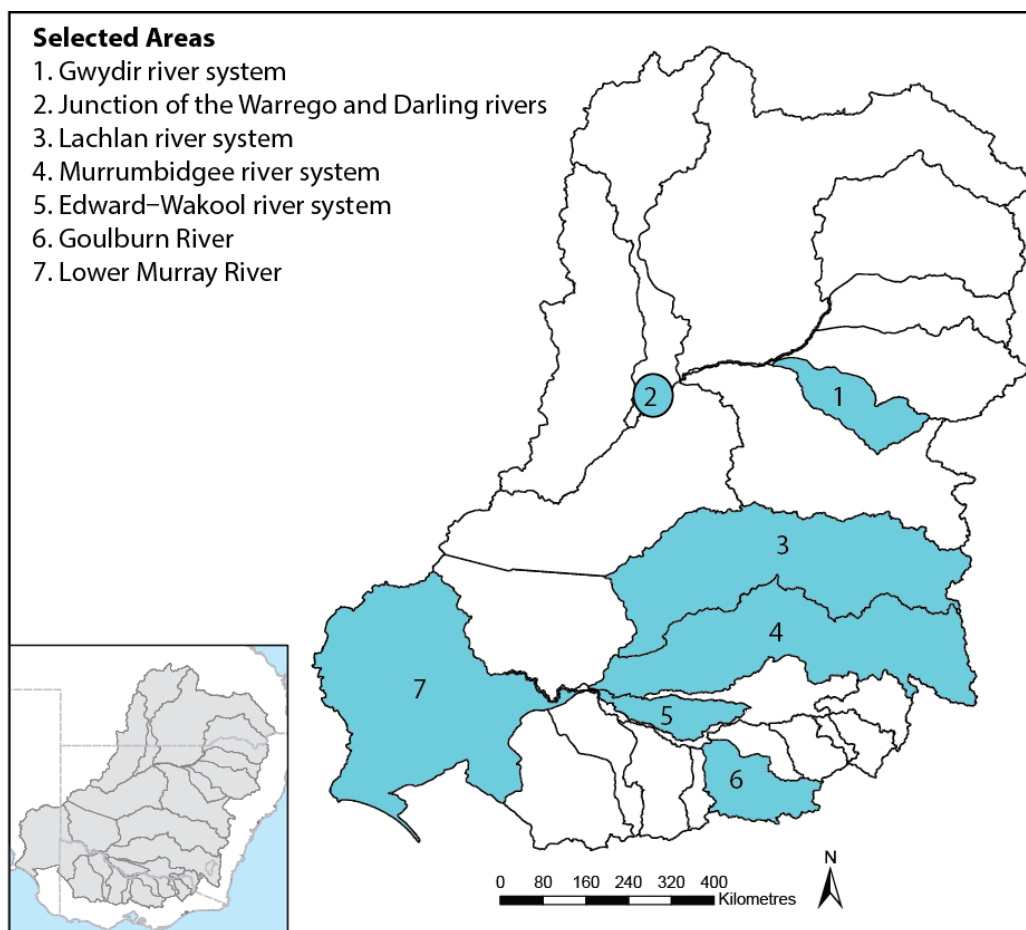 Selected Areas
1. Gwydir river system
2. Junction of the Warrego and Darling rivers
3. Lachlan river system
4. Murrumbidgee river system
5. Edward–Wakool river system
6. Goulburn River
7. Lower Murray River
1
2
3
4
7
5
6
N
0 80 160 240 320 400
Kilometres